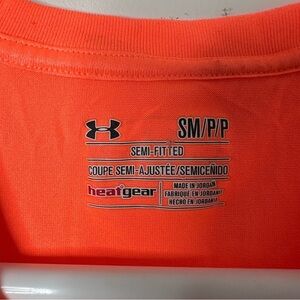 SM/P/P
SEMI-FITTED
COUPE SEMI-AJUSTÉE/SEMICEÑIDO
heatgear
MADE IN JORDAN
FABRIQUÉ EN JORDANIE
HECHO EN JORDANIA